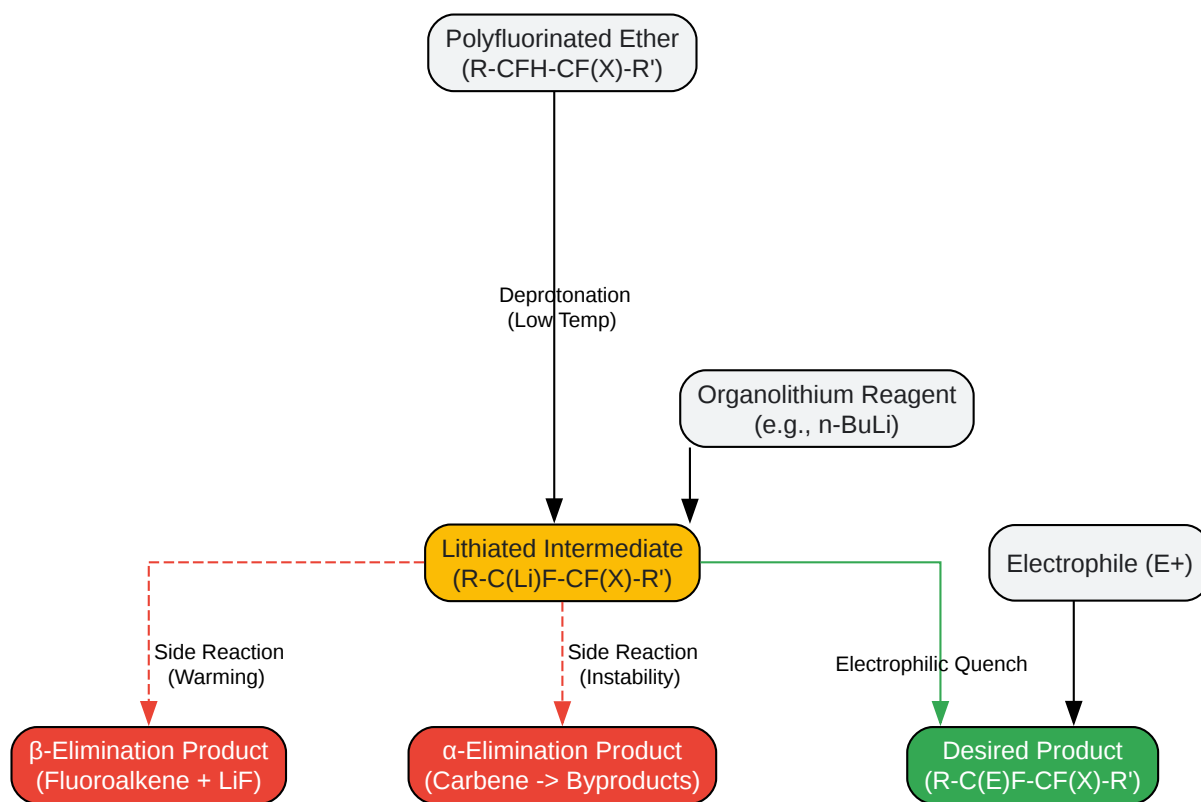 Polyfluorinated Ether
(R-CFH-CF(X)-R')
Deprotonation
(Low Temp)
Organolithium Reagent
(e.g., n-BuLi)
Lithiated Intermediate
(R-C(Li)F-CF(X)-R')
Electrophile (E+)
Side Reaction
(Warming)
Side Reaction
(Instability)
Electrophilic Quench
β-Elimination Product
(Fluoroalkene + LiF)
α-Elimination Product
(Carbene -> Byproducts)
Desired Product
(R-C(E)F-CF(X)-R')